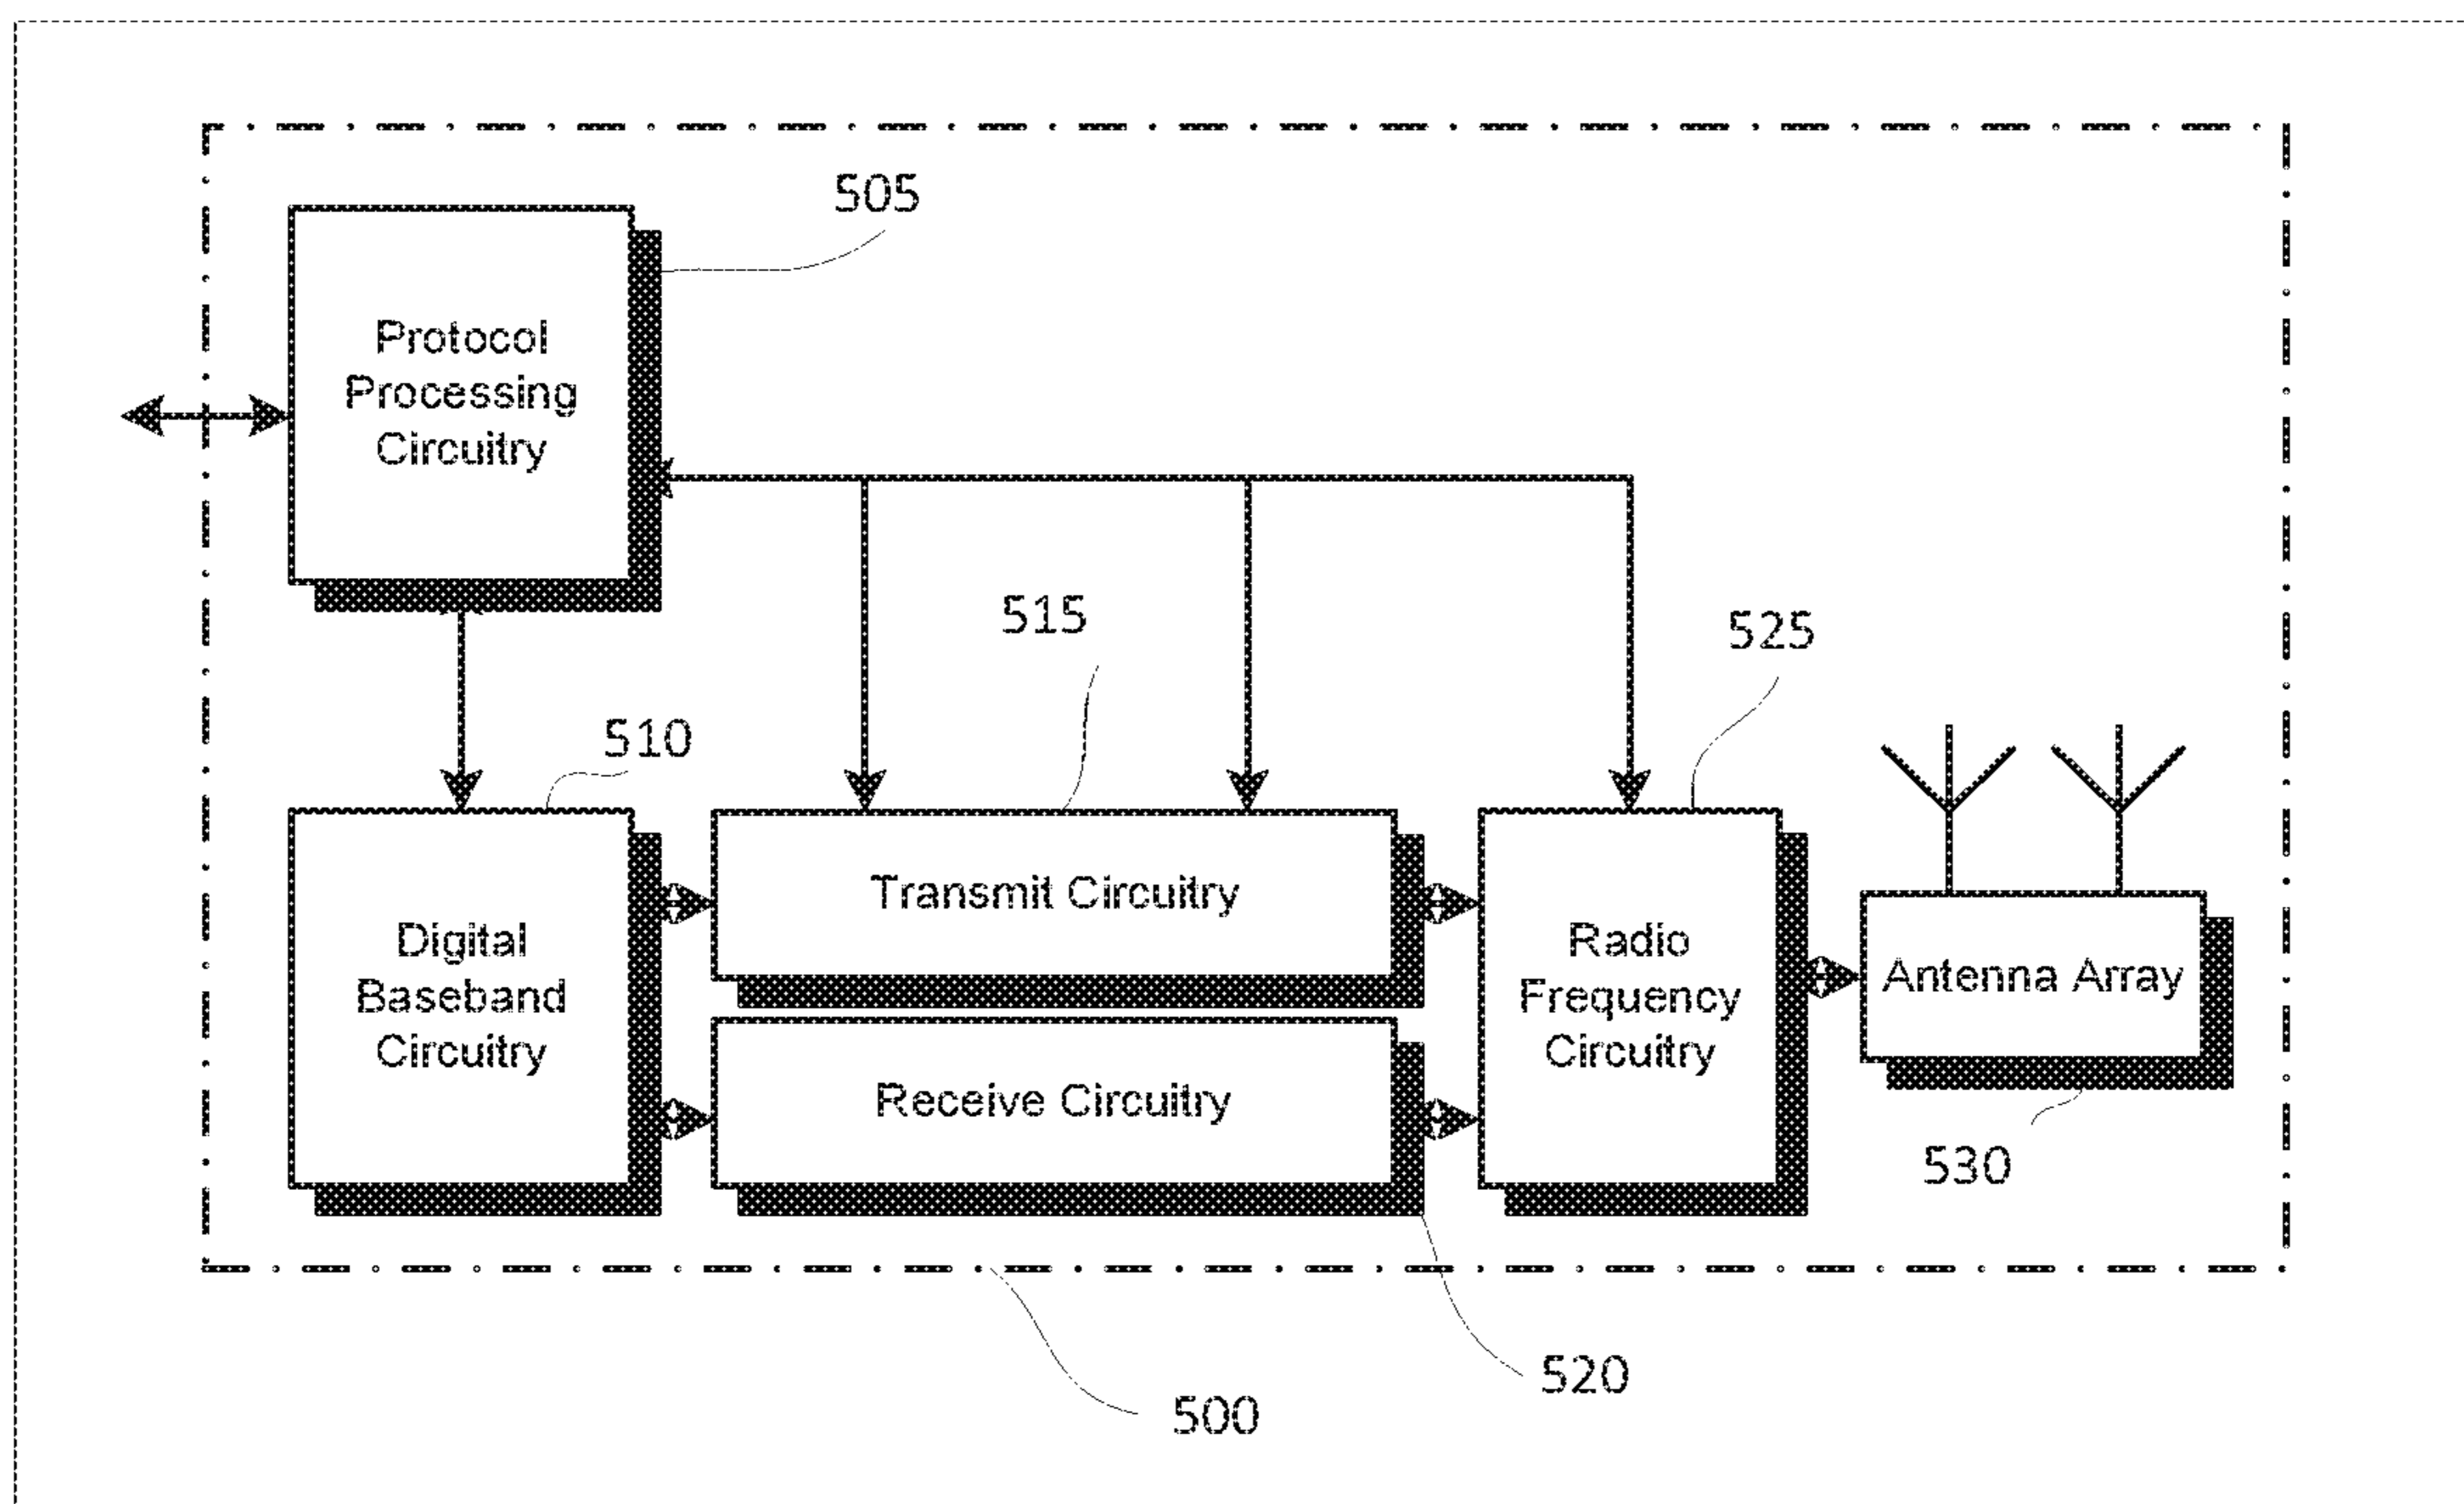 505
Protocol
Processing
Circuitry
515
525
510
Transmit Circuitry
Digital
Baseband
Circuitry
Radio
Frequency
Circuitry
Antenna Array
Receive Circuitry
530
520
500